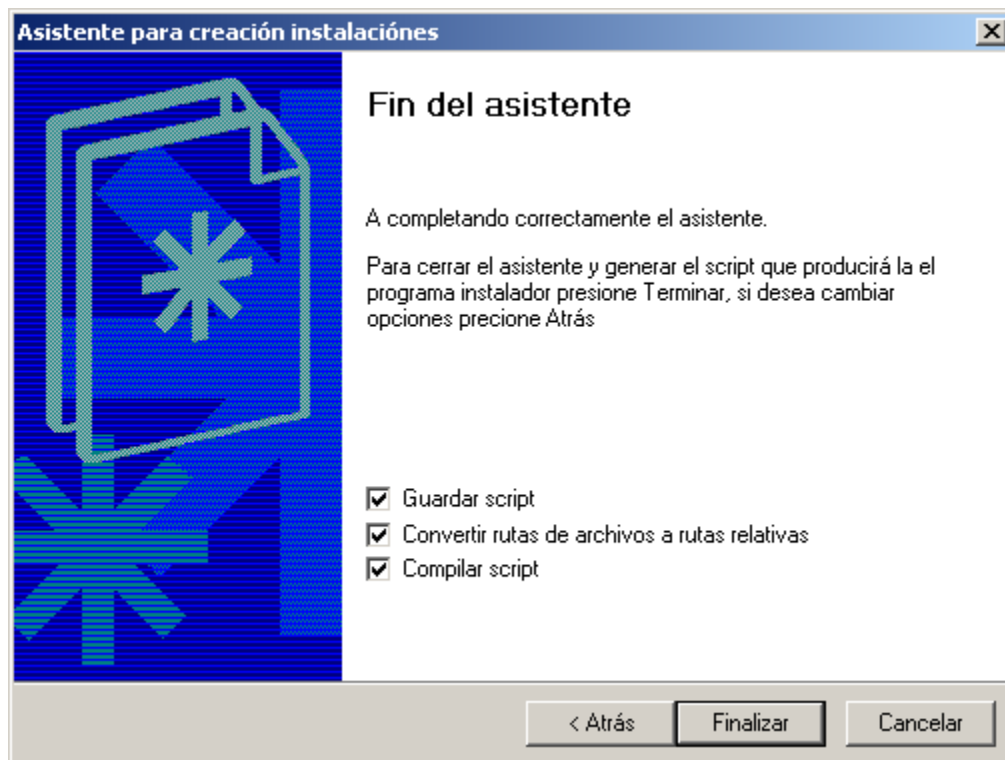 Asistente para creación instalaciónes
Fin del asistente
A completando correctamente el asistente.
Para cerrar el asistente y generar el script que producirá la el
programa instalador presione Terminar, si desea cambiar
opciones precione Atrás
Guardar script
Convertir rutas de archivos a rutas relativas
Compilar script
< Atrás
Finalizar
Cancelar